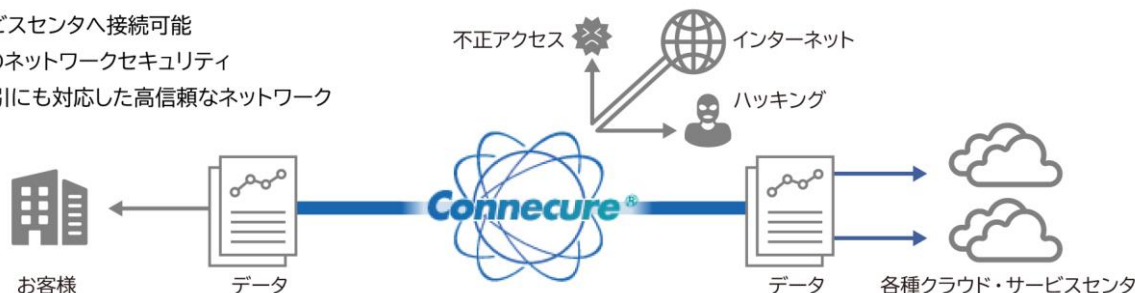 ビスセンタへ接続可能
のネットワークセキュリティ
引にも対応した高信頼なネットワーク
不正アクセス
インターネット
ハッキング
Connecure®
お客様
データ
データ
各種クラウド・サービスセンタ